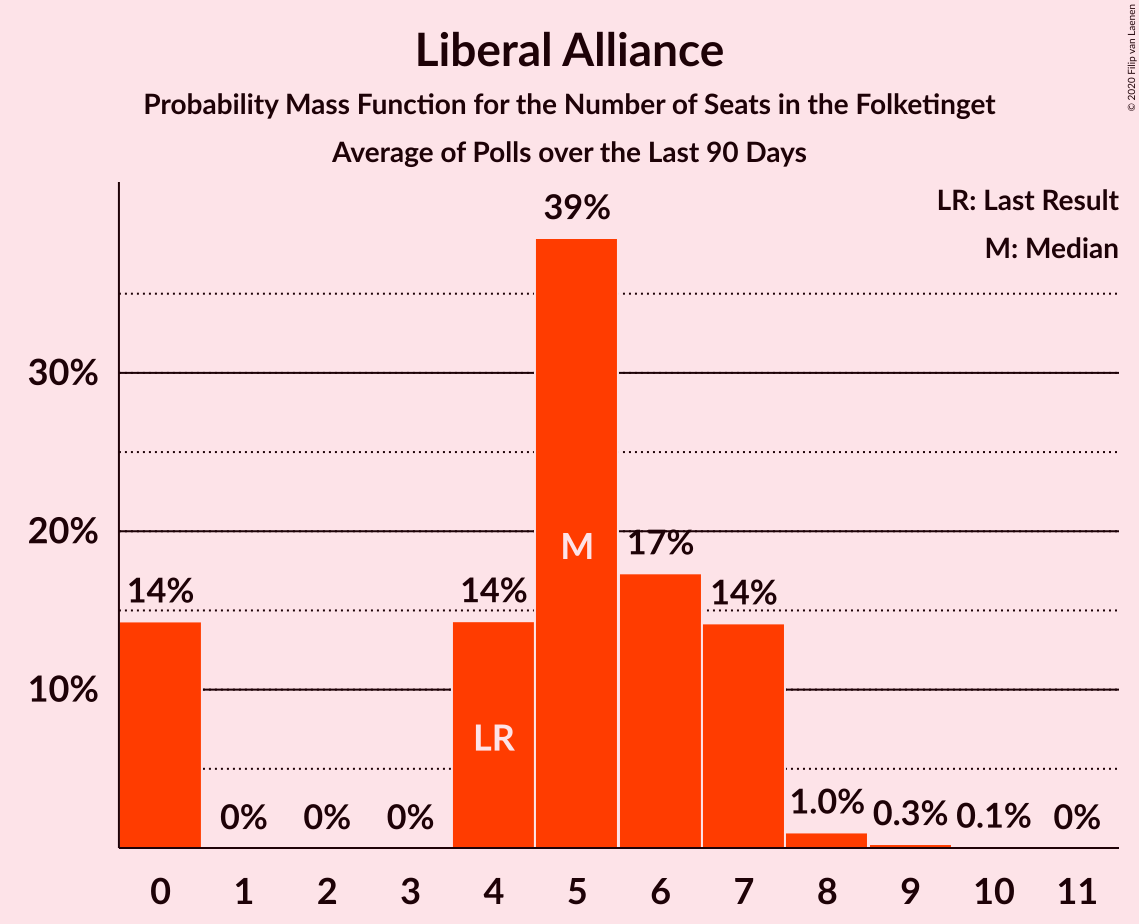 Liberal Alliance
Probability Mass Function for the Number of Seats in the Folketinget
Average of Polls over the Last 90 Days
© 2020 Filip van Laenen
LR: Last Result
M: Median
39%
30%
20%
10%
14%
0%
0%
0%
14%
17%
14%
1.0%
0.3%
0.1%
0%
M
LR
0 1 2 3 4 5 6 7 8 9 10 11